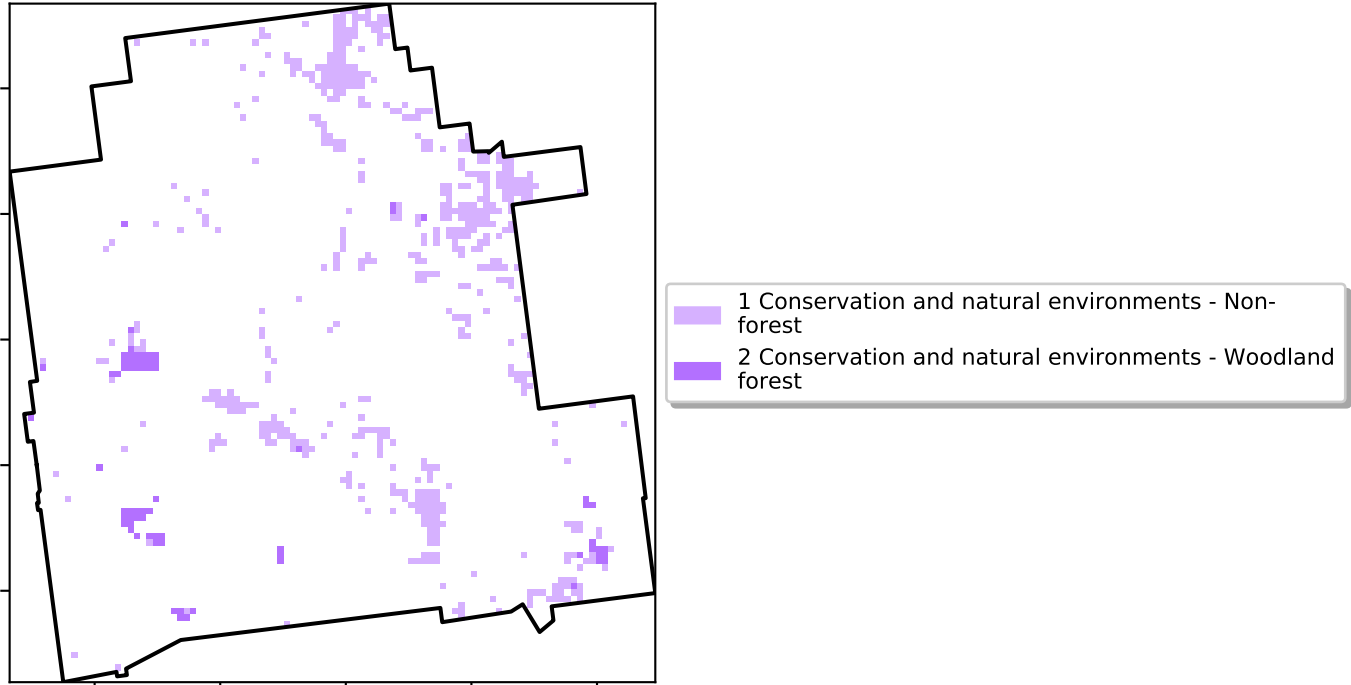 1 Conservation and natural environments - Non-
forest
2 Conservation and natural environments - Woodland
forest